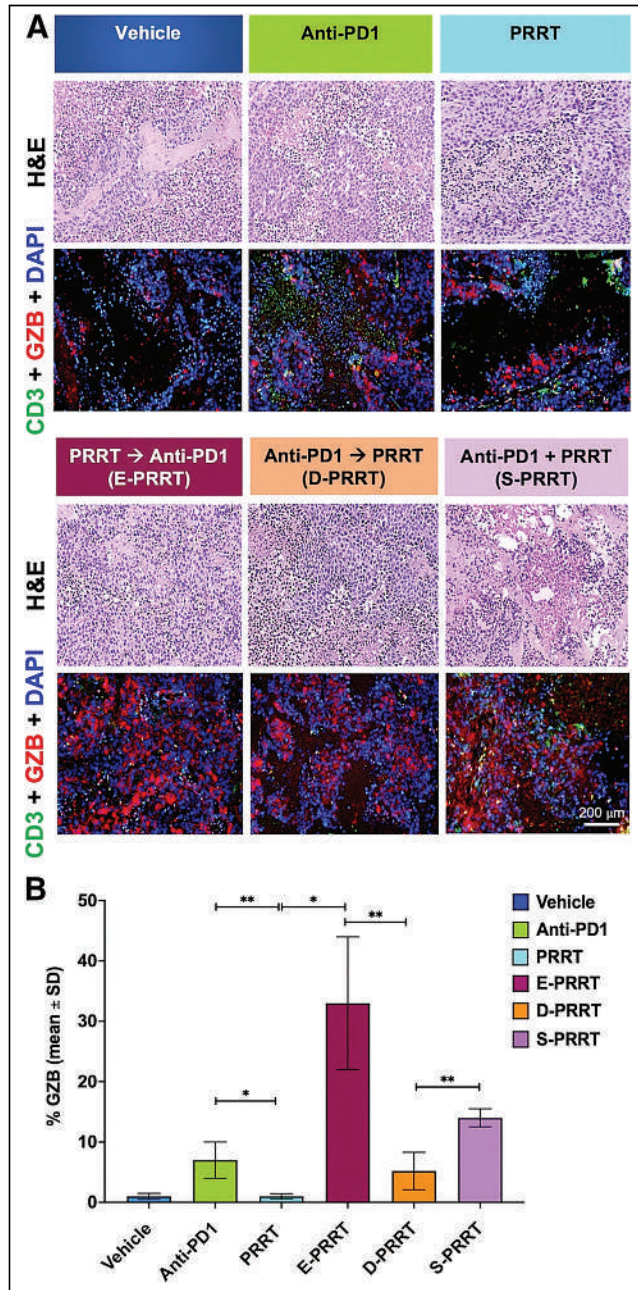 A
Vehicle
Anti-PD1
PRRT
H&E
CD3 + GZB + DAPI
PRRT → Anti-PD1
(E-PRRT)
Anti-PD1 → PRRT
(D-PRRT)
Anti-PD1 + PRRT
(S-PRRT)
H&E
CD3 + GZB + DAPI
200 µm
B
% GZB (mean ± SD)
50
40
30
20
10
0
**
*
**
*
**
Vehicle
Anti-PD1
PRRT
E-PRRT
D-PRRT
S-PRRT
Vehicle
Anti-PD1
PRRT
E-PRRT
D-PRRT
S-PRRT